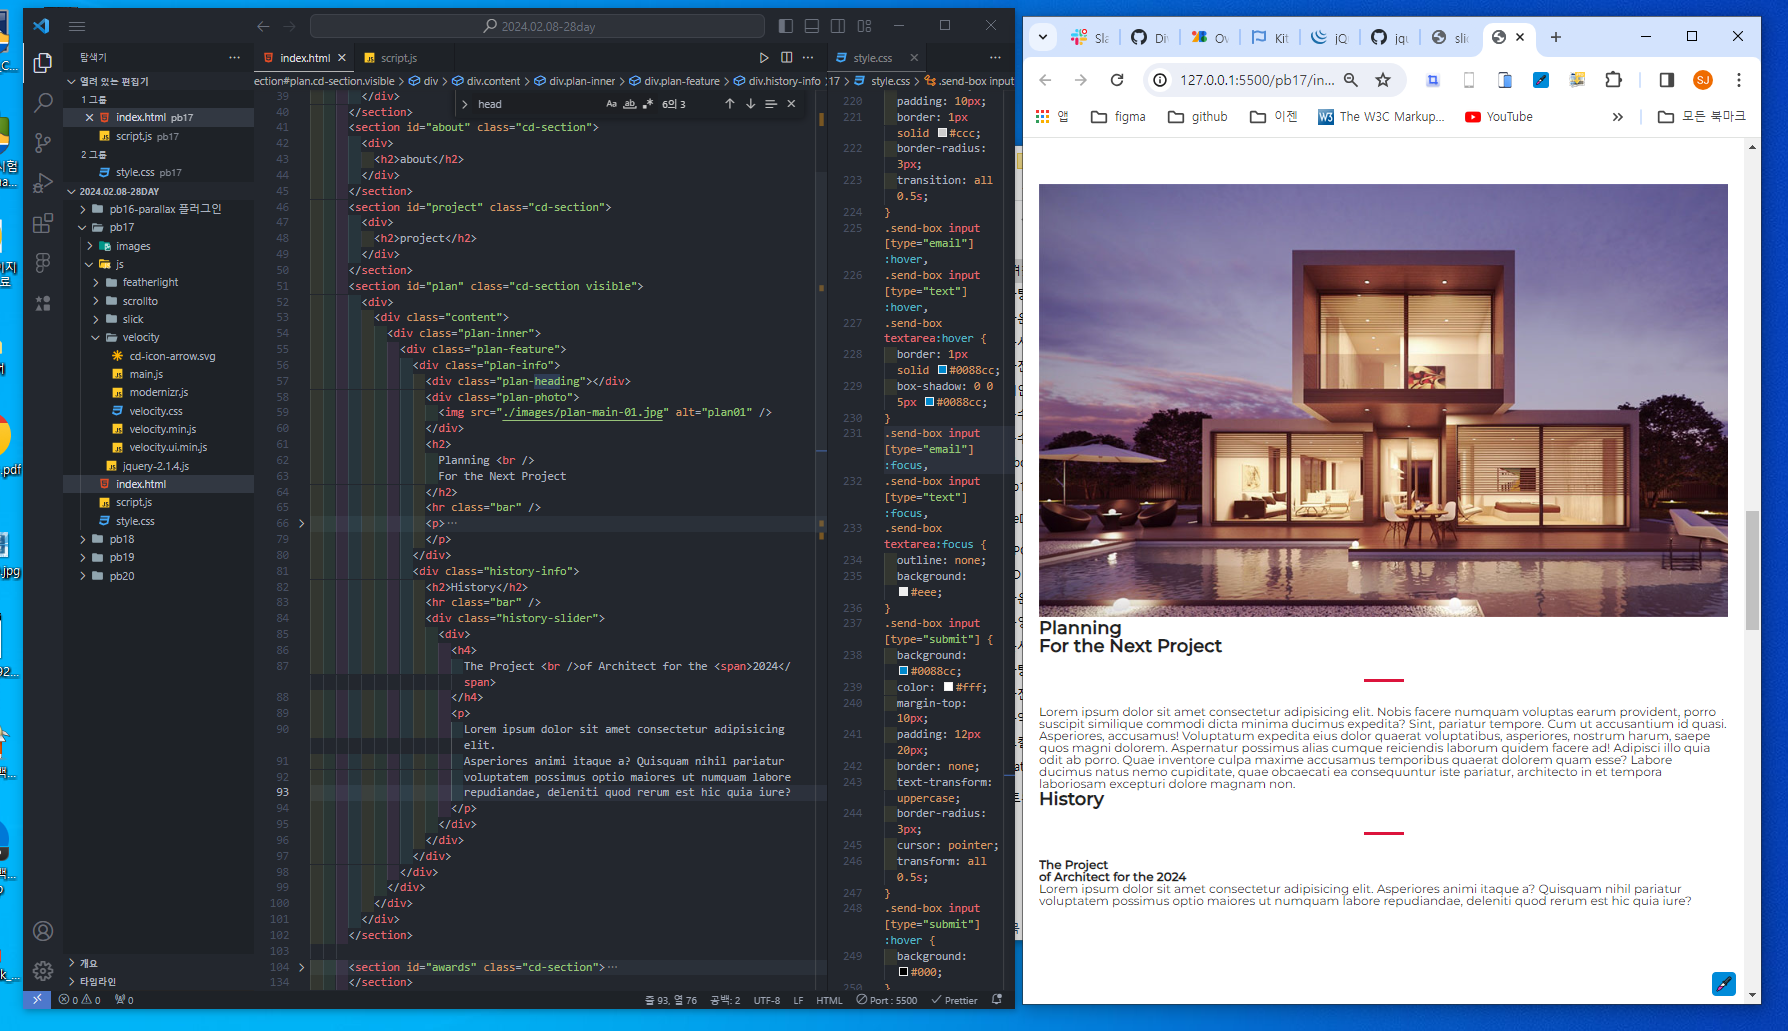 2024.02.08-28day
탐색기
열려 있는 편집기
1 그룹
index.html pb17
script.js pb17
2 그룹
style.css pb17
2024.02.08-28DAY
pb16-parallax 플러그인
pb17
images
js
featherlight
scrollto
slick
velocity
cd-icon-arrow.svg
main.js
modernizr.js
velocity.css
velocity.min.js
velocity.ui.min.js
jquery-2.1.4.js
index.html
script.js
style.css
pb18
pb19
pb20
개요
타임라인
index.html
script.js
ection#plan.cd-section.visible > div > div.content > div.plan-inner > div.plan-feature > div.history-info
head
Aa ab .* 6의 3
39 </div>
40 </section>
41 <section id="about" class="cd-section">
42 <div>
43 <h2>about</h2>
44 </div>
45 </section>
46 <section id="project" class="cd-section">
47 <div>
48 <h2>project</h2>
49 </div>
50 </section>
51 <section id="plan" class="cd-section visible">
52 <div>
53 <div class="content">
54 <div class="plan-inner">
55 <div class="plan-feature">
56 <div class="plan-info">
57 <div class="plan-heading"></div>
58 <div class="plan-photo">
59 <img src="./images/plan-main-01.jpg" alt="plan01" />
60 </div>
61 <h2>
62 Planning <br />
63 For the Next Project
64 </h2>
65 <hr class="bar" />
66 <p>…
79 </p>
80 </div>
81 <div class="history-info">
82 <h2>History</h2>
83 <hr class="bar" />
84 <div class="history-slider">
85 <div>
86 <h4>
87 The Project <br />of Architect for the <span>2024</
span>
88 </h4>
89 <p>
90 Lorem ipsum dolor sit amet consectetur adipisicing
elit.
91 Asperiores animi itaque a? Quisquam nihil pariatur
92 voluptatem possimus optio maiores ut numquam labore
93 repudiandae, deleniti quod rerum est hic quia iure?
94 </p>
95 </div>
96 </div>
97 </div>
98 </div>
99 </div>
100 </div>
101 </div>
102 </section>
103
104 <section id="awards" class="cd-section">…
134 </section>
style.css
17 > style.css > .send-box input
220 padding: 10px;
221 border: 1px
solid #ccc;
222 border-radius:
3px;
223 transition: all
0.5s;
224 }
225 .send-box input
[type="email"]
:hover,
226 .send-box input
[type="text"]
:hover,
227 .send-box
textarea:hover {
228 border: 1px
solid #0088cc;
229 box-shadow: 0 0
5px #0088cc;
230 }
231 .send-box input
[type="email"]
:focus,
232 .send-box input
[type="text"]
:focus,
233 .send-box
textarea:focus {
234 outline: none;
235 background:
#eee;
236 }
237 .send-box input
[type="submit"] {
238 background:
#0088cc;
239 color: #fff;
240 margin-top:
10px;
241 padding: 12px
20px;
242 border: none;
243 text-transform:
uppercase;
244 border-radius:
3px;
245 cursor: pointer;
246 transform: all
0.5s;
247 }
248 .send-box input
[type="submit"]
:hover {
249 background:
#000;
250 }
0 0 0
줄 93, 열 76 공백: 2 UTF-8 LF HTML Port : 5500 Prettier
Sla Di Ov Kit jQ jqu slic
127.0.0.1:5500/pb17/in...
SJ
앱 figma github 이젠 The W3C Markup... YouTube » 모든 북마크
Planning
For the Next Project
Lorem ipsum dolor sit amet consectetur adipisicing elit. Nobis facere numquam voluptas earum provident, porro
suscipit similique commodi dicta minima ducimus expedita? Sint, pariatur tempore. Cum ut accusantium id quasi.
Asperiores, accusamus! Voluptatum expedita eius dolor quaerat voluptatibus, asperiores, nostrum harum, saepe
quos magni dolorem. Aspernatur possimus alias cumque reiciendis laborum quidem facere ad! Adipisci illo quia
odit ab porro. Quae inventore culpa maxime accusamus temporibus quaerat dolorem quam esse? Labore
ducimus natus nemo cupiditate, quae obcaecati ea consequuntur iste pariatur, architecto in et tempora
laboriosam excepturi dolore magnam non.
History
The Project
of Architect for the 2024
Lorem ipsum dolor sit amet consectetur adipisicing elit. Asperiores animi itaque a? Quisquam nihil pariatur
voluptatem possimus optio maiores ut numquam labore repudiandae, deleniti quod rerum est hic quia iure?